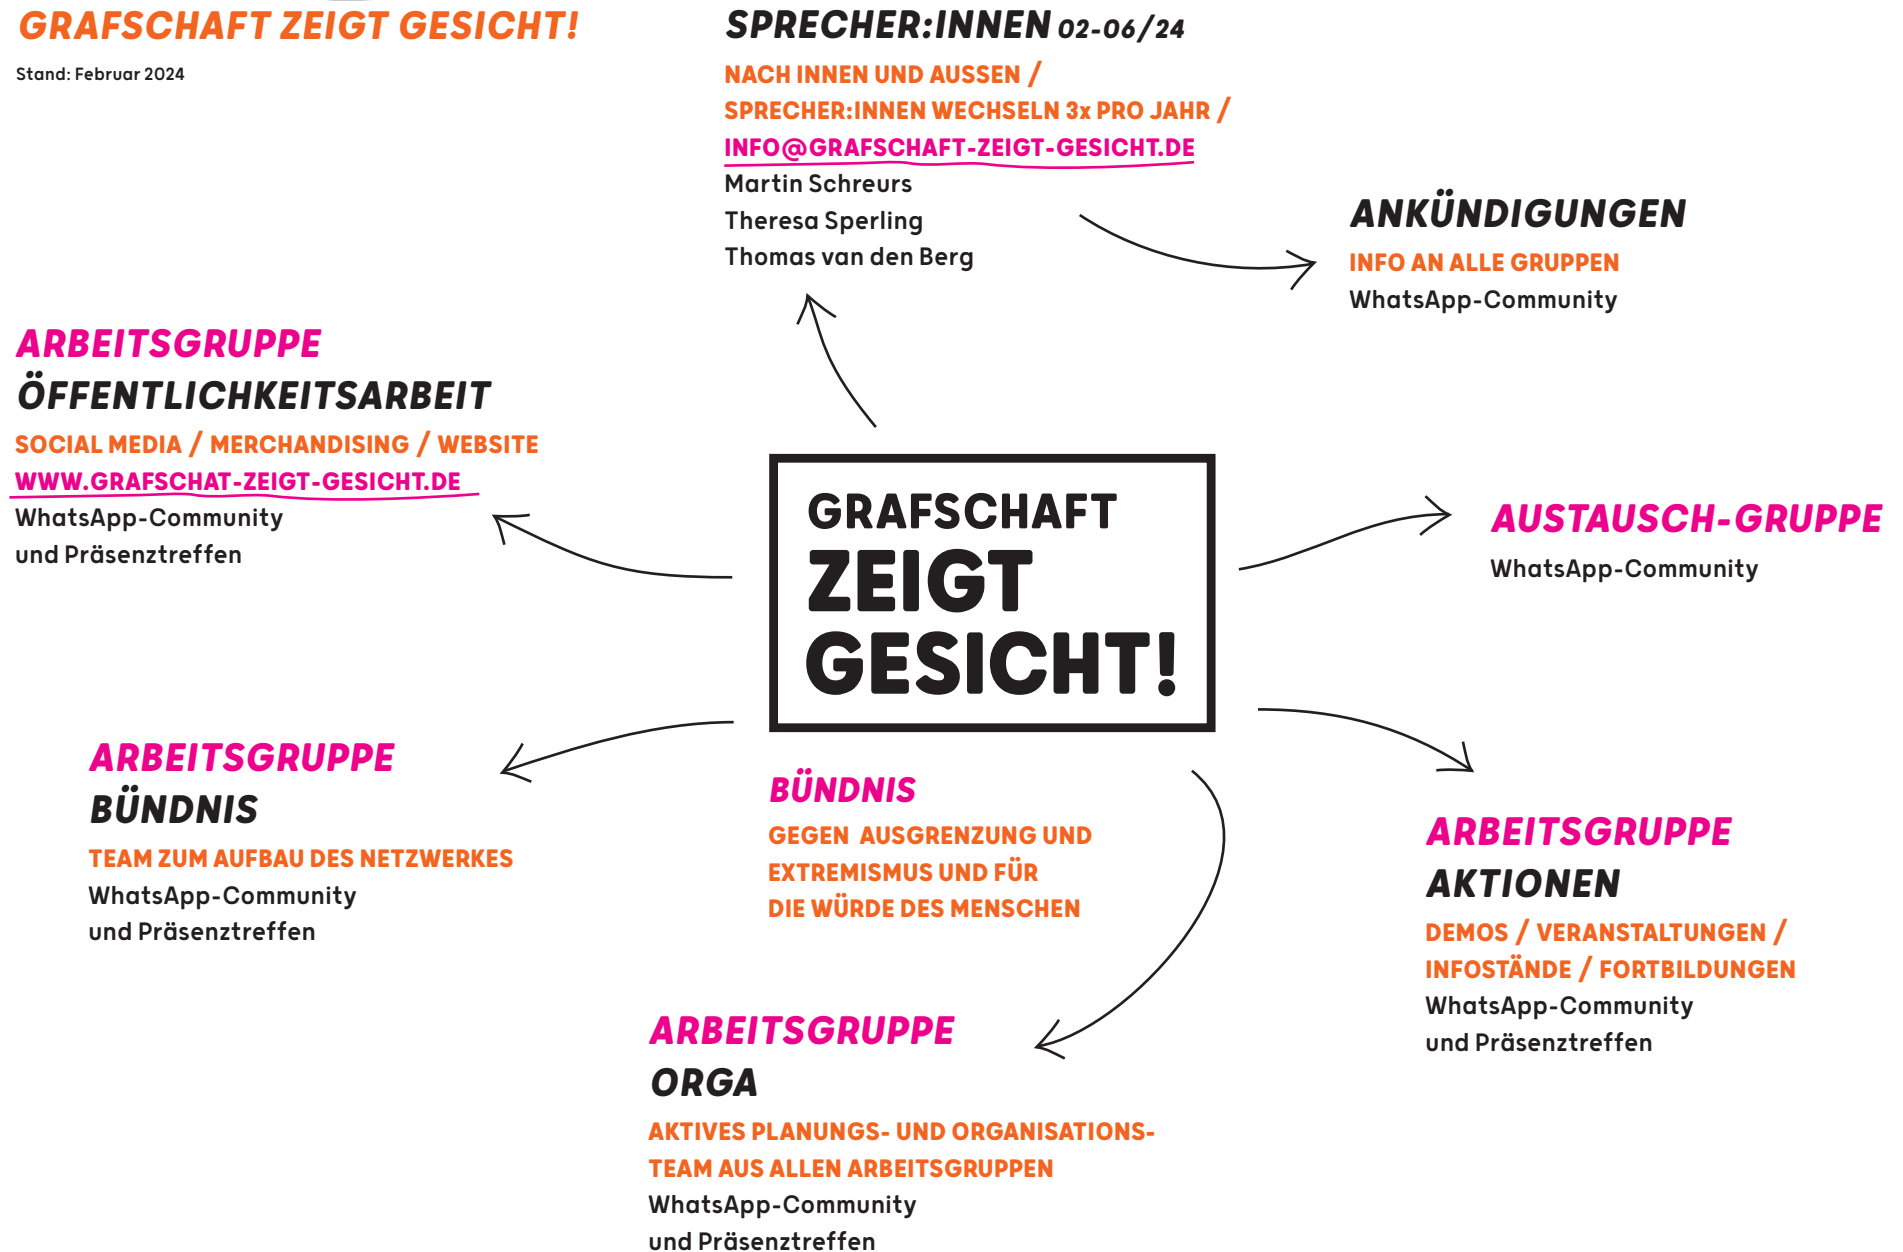 GRAFSCHAFT ZEIGT GESICHT!
Stand: Februar 2024
SPRECHER:INNEN 02-06/24
NACH INNEN UND AUSSEN /
SPRECHER:INNEN WECHSELN 3x PRO JAHR /
INFO@GRAFSCHAFT-ZEIGT-GESICHT.DE
Martin Schreurs
Theresa Sperling
Thomas van den Berg
ANKÜNDIGUNGEN
INFO AN ALLE GRUPPEN
WhatsApp-Community
ARBEITSGRUPPE
ÖFFENTLICHKEITSARBEIT
SOCIAL MEDIA / MERCHANDISING / WEBSITE
WWW.GRAFSCHAT-ZEIGT-GESICHT.DE
WhatsApp-Community
und Präsenztreffen
GRAFSCHAFT
ZEIGT
GESICHT!
AUSTAUSCH-GRUPPE
WhatsApp-Community
ARBEITSGRUPPE
BÜNDNIS
TEAM ZUM AUFBAU DES NETZWERKES
WhatsApp-Community
und Präsenztreffen
BÜNDNIS
GEGEN AUSGRENZUNG UND
EXTREMISMUS UND FÜR
DIE WÜRDE DES MENSCHEN
ARBEITSGRUPPE
AKTIONEN
DEMOS / VERANSTALTUNGEN /
INFOSTÄNDE / FORTBILDUNGEN
WhatsApp-Community
und Präsenztreffen
ARBEITSGRUPPE
ORGA
AKTIVES PLANUNGS- UND ORGANISATIONS-
TEAM AUS ALLEN ARBEITSGRUPPEN
WhatsApp-Community
und Präsenztreffen